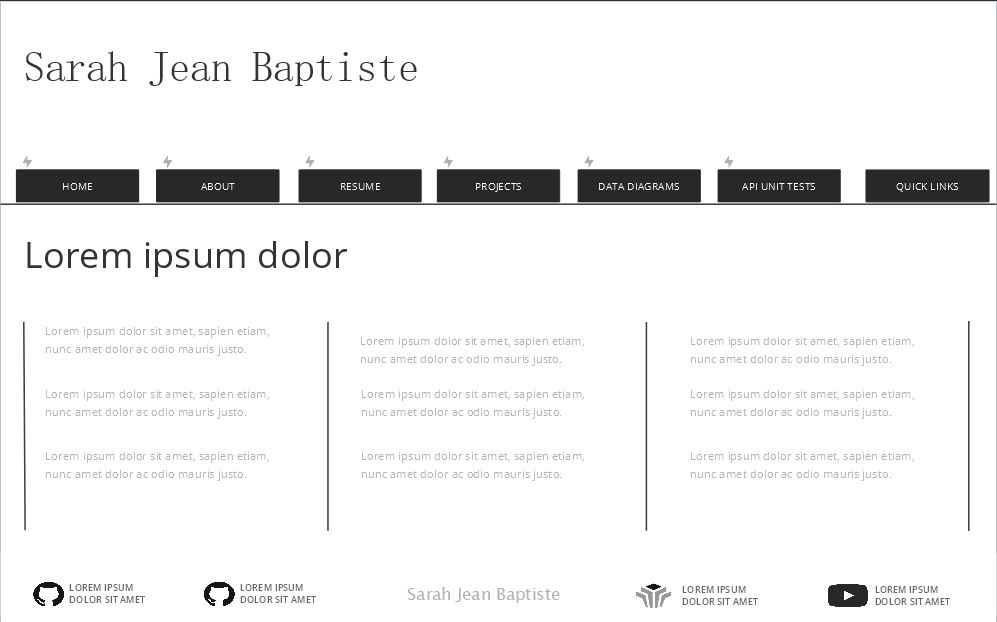 Sarah Jean Baptiste
HOME
ABOUT
RESUME
PROJECTS
DATA DIAGRAMS
API UNIT TESTS
QUICK LINKS
Lorem ipsum dolor
Lorem ipsum dolor sit amet, sapien etiam,
nunc amet dolor ac odio mauris justo.
Lorem ipsum dolor sit amet, sapien etiam,
nunc amet dolor ac odio mauris justo.
Lorem ipsum dolor sit amet, sapien etiam,
nunc amet dolor ac odio mauris justo.
Lorem ipsum dolor sit amet, sapien etiam,
nunc amet dolor ac odio mauris justo.
Lorem ipsum dolor sit amet, sapien etiam,
nunc amet dolor ac odio mauris justo.
Lorem ipsum dolor sit amet, sapien etiam,
nunc amet dolor ac odio mauris justo.
Lorem ipsum dolor sit amet, sapien etiam,
nunc amet dolor ac odio mauris justo.
Lorem ipsum dolor sit amet, sapien etiam,
nunc amet dolor ac odio mauris justo.
Lorem ipsum dolor sit amet, sapien etiam,
nunc amet dolor ac odio mauris justo.
LOREM IPSUM
DOLOR SIT AMET
LOREM IPSUM
DOLOR SIT AMET
Sarah Jean Baptiste
LOREM IPSUM
DOLOR SIT AMET
LOREM IPSUM
DOLOR SIT AMET